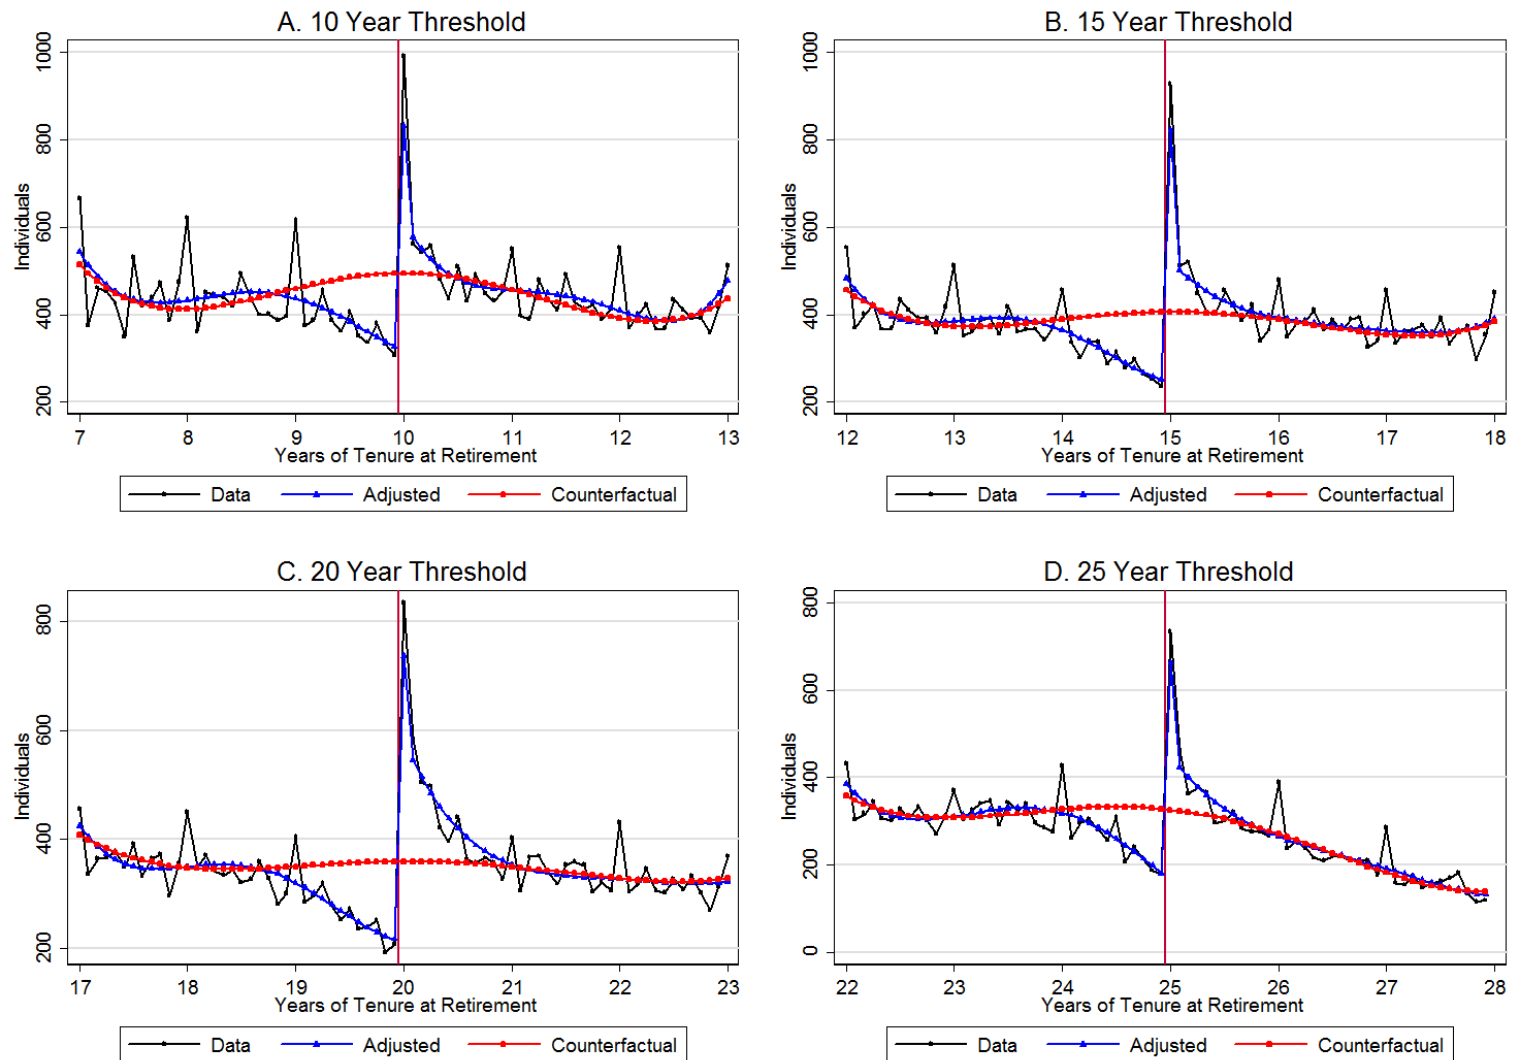 A. 10 Year Threshold
Individuals
1000
800
600
400
200
7 8 9 10 11 12 13
Years of Tenure at Retirement
Data Adjusted Counterfactual
B. 15 Year Threshold
Individuals
1000
800
600
400
200
12 13 14 15 16 17 18
Years of Tenure at Retirement
Data Adjusted Counterfactual
C. 20 Year Threshold
Individuals
800
600
400
200
17 18 19 20 21 22 23
Years of Tenure at Retirement
Data Adjusted Counterfactual
D. 25 Year Threshold
Individuals
800
600
400
200
0
22 23 24 25 26 27 28
Years of Tenure at Retirement
Data Adjusted Counterfactual